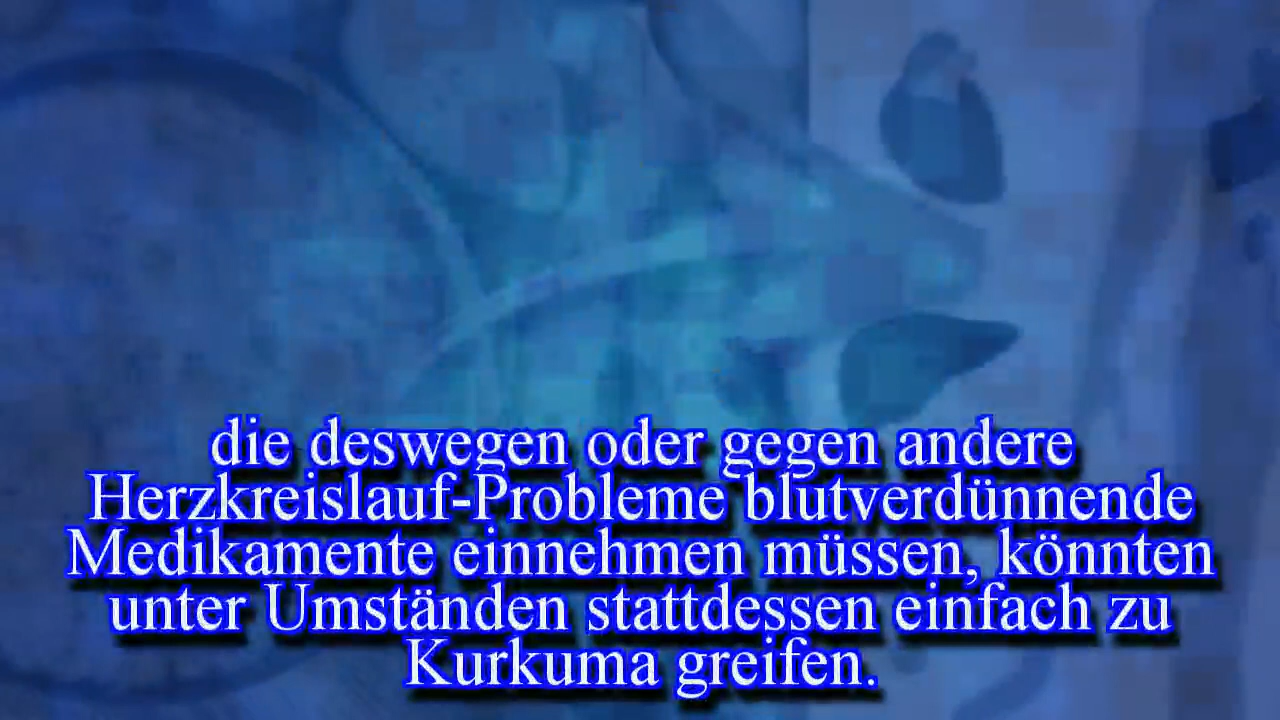 die deswegen oder gegen andere
Herzkreislauf-Probleme blutverdünnende
Medikamente einnehmen müssen, könnten
unter Umständen stattdessen einfach zu
Kurkuma greifen.